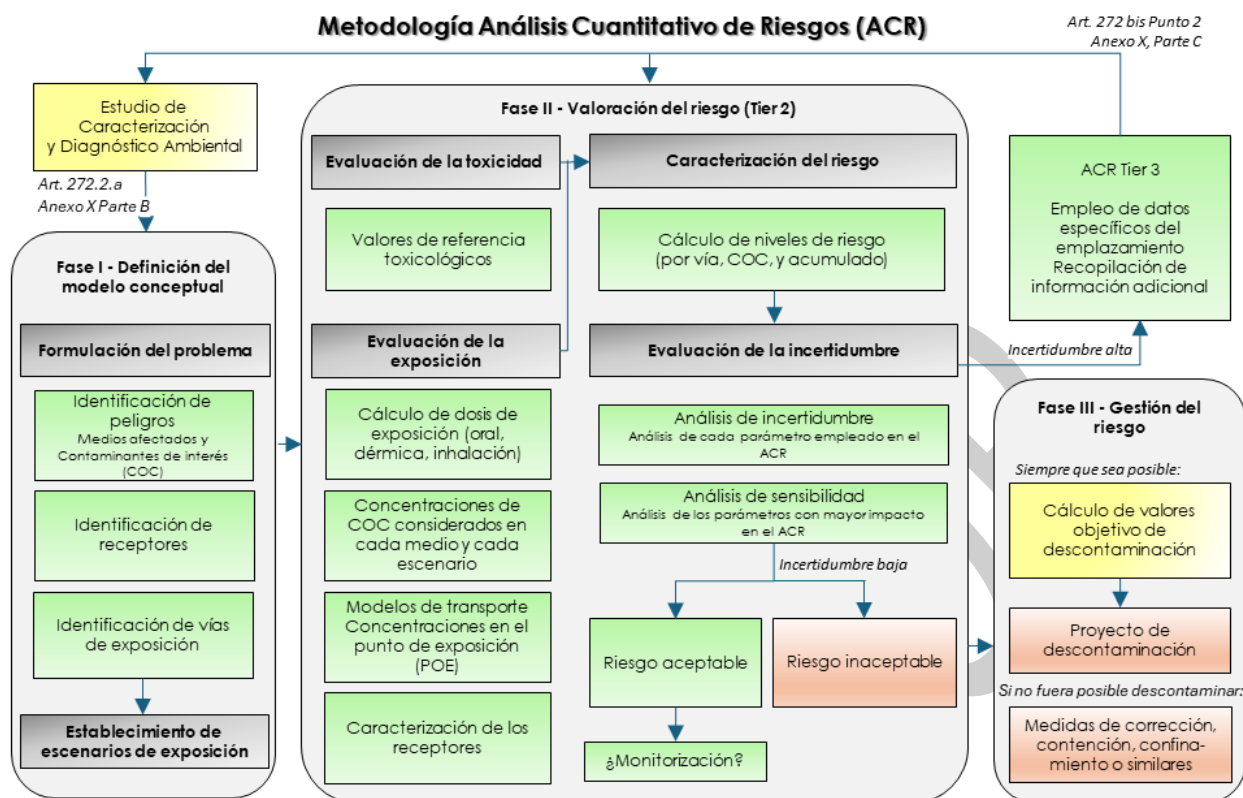 Metodología Análisis Cuantitativo de Riesgos (ACR)
Art. 272 bis Punto 2
Anexo X, Parte C
Estudio de
Caracterización
y Diagnóstico Ambiental
Art. 272.2.a
Anexo X Parte B
Fase I - Definición del
modelo conceptual
Formulación del problema
Identificación de
peligros
Medios afectados y
Contaminantes de interés
(COC)
Identificación de
receptores
Identificación de vías
de exposición
Establecimiento de
escenarios de exposición
Fase II - Valoración del riesgo (Tier 2)
Evaluación de la toxicidad
Valores de referencia
toxicológicos
Evaluación de la
exposición
Cálculo de dosis de
exposición (oral,
dérmica, inhalación)
Concentraciones de
COC considerados en
cada medio y cada
escenario
Modelos de transporte
Concentraciones en el
punto de exposición
(POE)
Caracterización de los
receptores
Caracterización del riesgo
Cálculo de niveles de riesgo
(por vía, COC, y acumulado)
Evaluación de la incertidumbre
Análisis de incertidumbre
Análisis de cada parámetro empleado en el
ACR
Análisis de sensibilidad
Análisis de los parámetros con mayor impacto
en el ACR
Incertidumbre baja
Riesgo aceptable
Riesgo inaceptable
¿Monitorización?
ACR Tier 3
Empleo de datos
específicos del
emplazamiento
Recopilación de
información adicional
Incertidumbre alta
Fase III - Gestión del
riesgo
Siempre que sea posible:
Cálculo de valores
objetivo de
descontaminación
Proyecto de
descontaminación
Si no fuera posible descontaminar:
Medidas de corrección,
contención, confina-
miento o similares